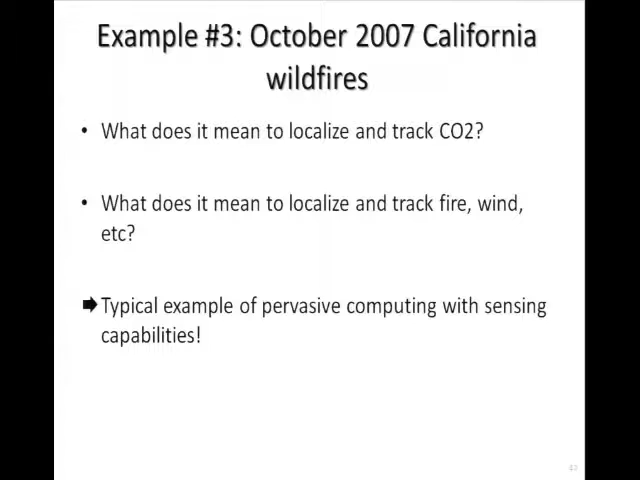 Example #3: October 2007 California
wildfires
• What does it mean to localize and track CO2?
• What does it mean to localize and track fire, wind,
etc?
➡ Typical example of pervasive computing with sensing
capabilities!